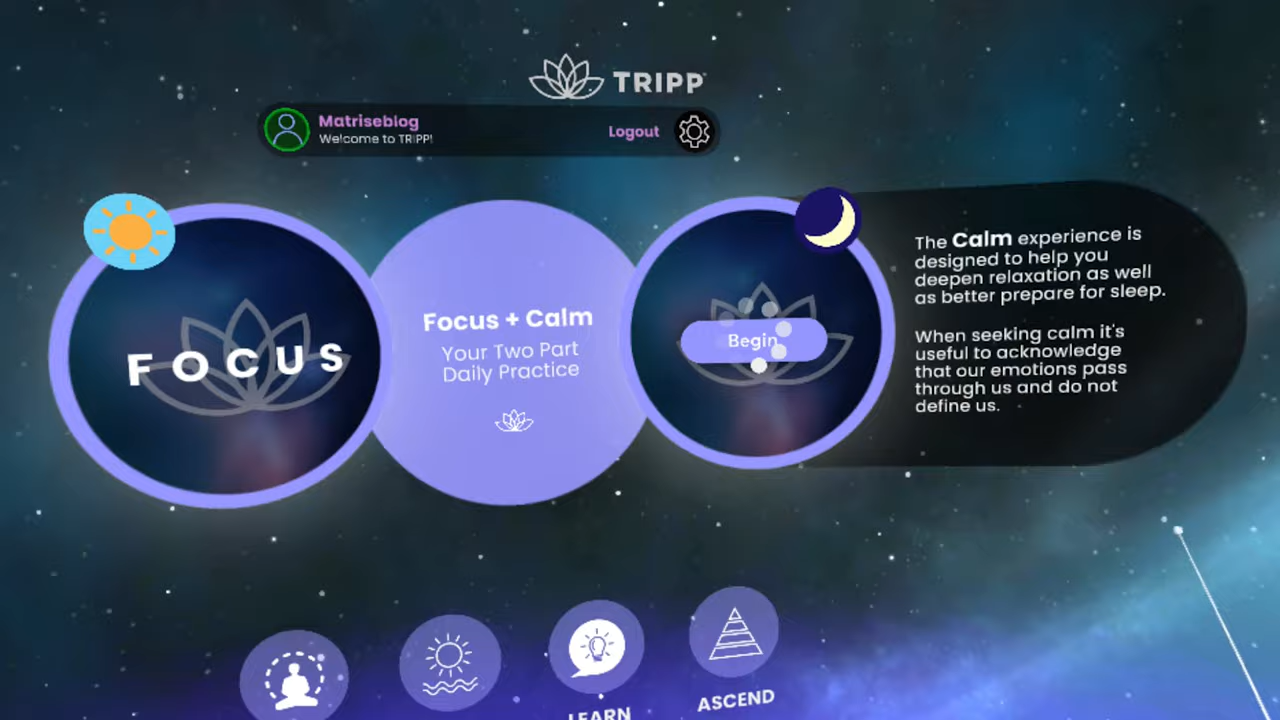 TRIPP
Matriseblog
Welcome to TRIPP!
Logout
FOCUS
Focus + Calm
Your Two Part
Daily Practice
Begin
The Calm experience is
designed to help you
deepen relaxation as well
as better prepare for sleep.
When seeking calm it's
useful to acknowledge
that our emotions pass
through us and do not
define us.
LEARN
ASCEND